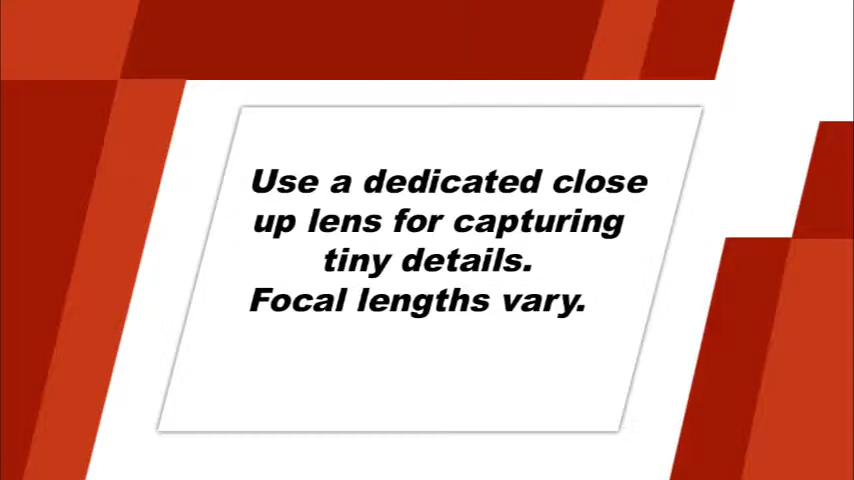 Use a dedicated close
up lens for capturing
tiny details.
Focal lengths vary.